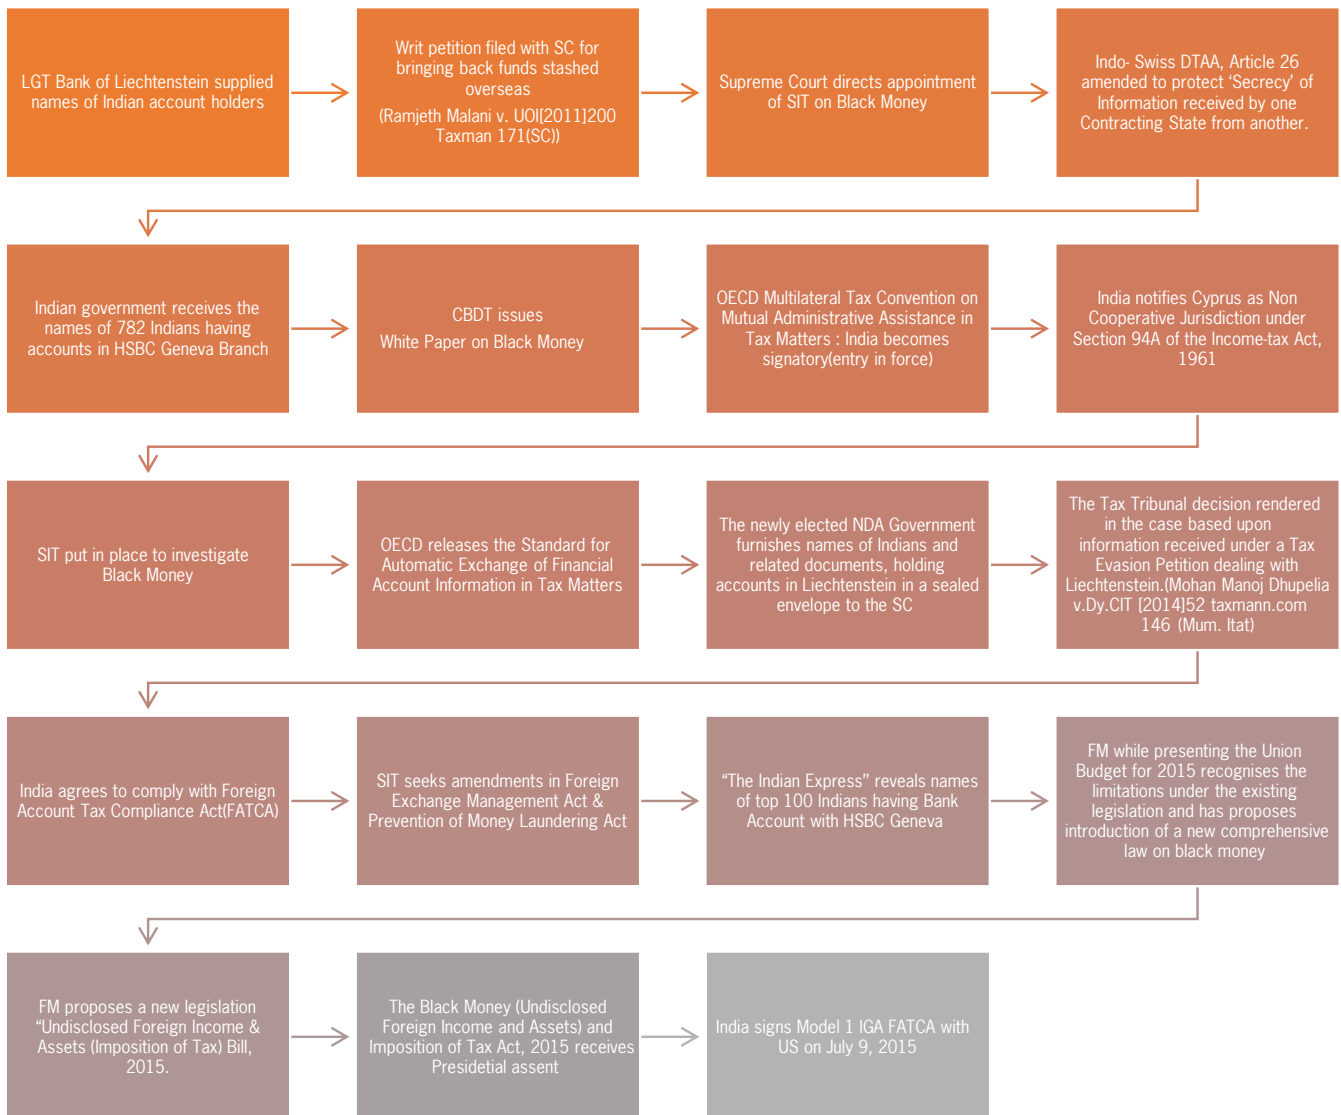 LGT Bank of Liechtenstein supplied
names of Indian account holders
Writ petition filed with SC for
bringing back funds stashed
overseas
(Ramjeth Malani v. UOI[2011]200
Taxman 171(SC))
Supreme Court directs appointment
of SIT on Black Money
Indo- Swiss DTAA, Article 26
amended to protect ‘Secrecy’ of
Information received by one
Contracting State from another.
Indian government receives the
names of 782 Indians having
accounts in HSBC Geneva Branch
CBDT issues
White Paper on Black Money
OECD Multilateral Tax Convention on
Mutual Administrative Assistance in
Tax Matters : India becomes
signatory(entry in force)
India notifies Cyprus as Non
Cooperative Jurisdiction under
Section 94A of the Income-tax Act,
1961
SIT put in place to investigate
Black Money
OECD releases the Standard for
Automatic Exchange of Financial
Account Information in Tax Matters
The newly elected NDA Government
furnishes names of Indians and
related documents, holding
accounts in Liechtenstein in a sealed
envelope to the SC
The Tax Tribunal decision rendered
in the case based upon
information received under a Tax
Evasion Petition dealing with
Liechtenstein.(Mohan Manoj Dhupelia
v.Dy.CIT [2014]52 taxmann.com
146 (Mum. Itat)
India agrees to comply with Foreign
Account Tax Compliance Act(FATCA)
SIT seeks amendments in Foreign
Exchange Management Act &
Prevention of Money Laundering Act
“The Indian Express” reveals names
of top 100 Indians having Bank
Account with HSBC Geneva
FM while presenting the Union
Budget for 2015 recognises the
limitations under the existing
legislation and has proposes
introduction of a new comprehensive
law on black money
FM proposes a new legislation
“Undisclosed Foreign Income &
Assets (Imposition of Tax) Bill,
2015.
The Black Money (Undisclosed
Foreign Income and Assets) and
Imposition of Tax Act, 2015 receives
Presidetial assent
India signs Model 1 IGA FATCA with
US on July 9, 2015